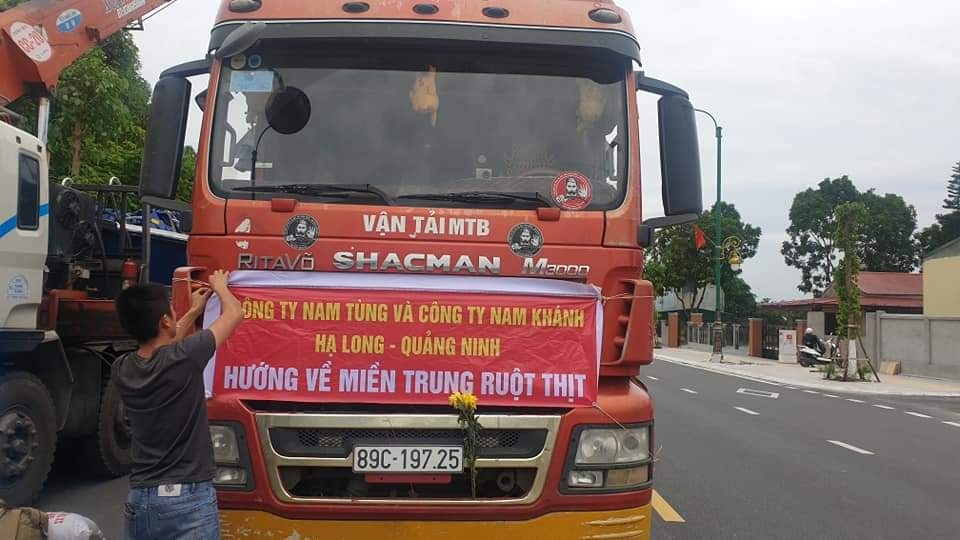 VẬN TẢI MTB
RITAVÕ SHACMAN M3000
CÔNG TY NAM TÙNG VÀ CÔNG TY NAM KHÁNH
HẠ LONG - QUẢNG NINH
HƯỚNG VỀ MIỀN TRUNG RUỘT THỊT
89C-197.25